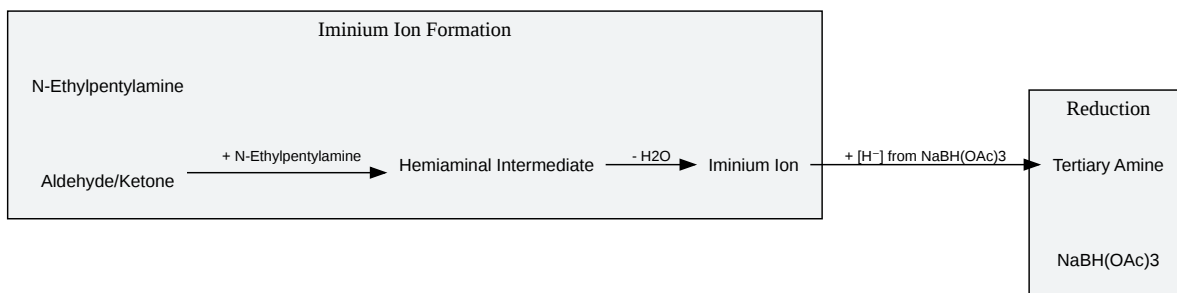 Iminium Ion Formation
N-Ethylpentylamine
Aldehyde/Ketone
+ N-Ethylpentylamine
Hemiaminal Intermediate
- H2O
Iminium Ion
+ [H⁻] from NaBH(OAc)3
Reduction
Tertiary Amine
NaBH(OAc)3